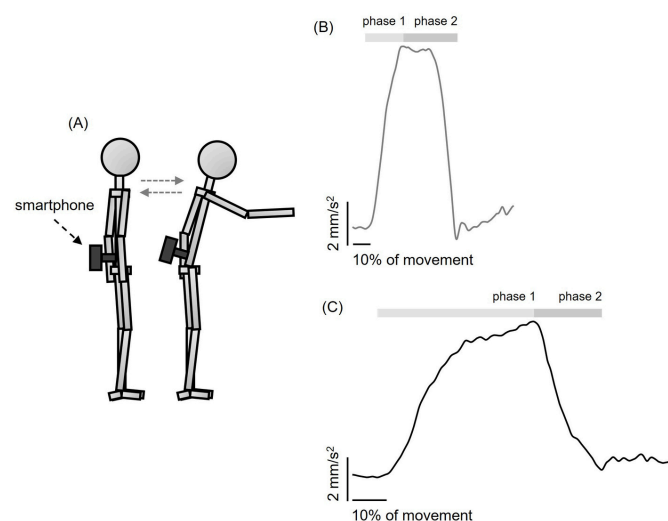 (A)
smartphone
(B)
phase 1 phase 2
2 mm/s²
10% of movement
(C)
phase 1 phase 2
2 mm/s²
10% of movement